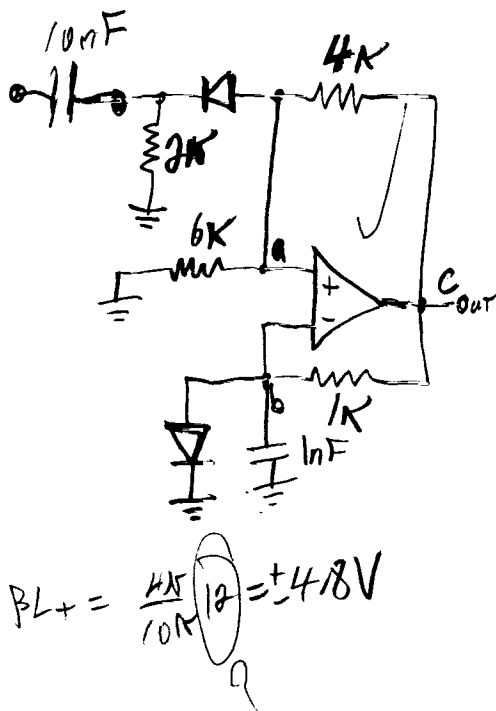 10nF
4K
2K
6K
a
+
-
C
OUT
b
1K
1nF
βL+ = 4K/10K (12) = ±4.8V
?